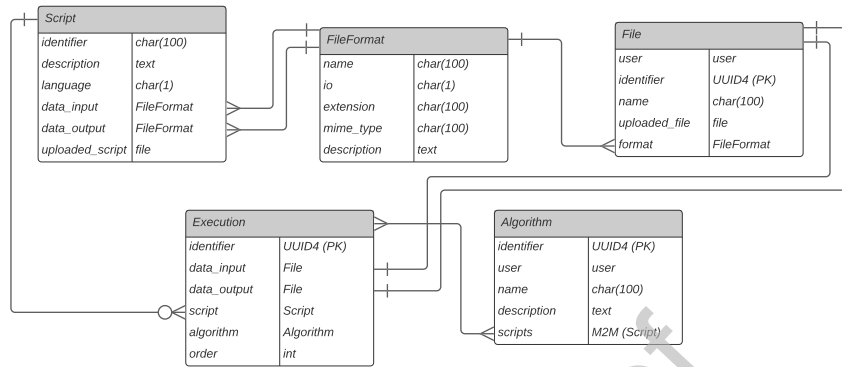 Script
identifier char(100)
description text
language char(1)
data_input FileFormat
data_output FileFormat
uploaded_script file
FileFormat
name char(100)
io char(1)
extension char(100)
mime_type char(100)
description text
File
user user
identifier UUID4 (PK)
name char(100)
uploaded_file file
format FileFormat
Execution
identifier UUID4 (PK)
data_input File
data_output File
script Script
algorithm Algorithm
order int
Algorithm
identifier UUID4 (PK)
user user
name char(100)
description text
scripts M2M (Script)